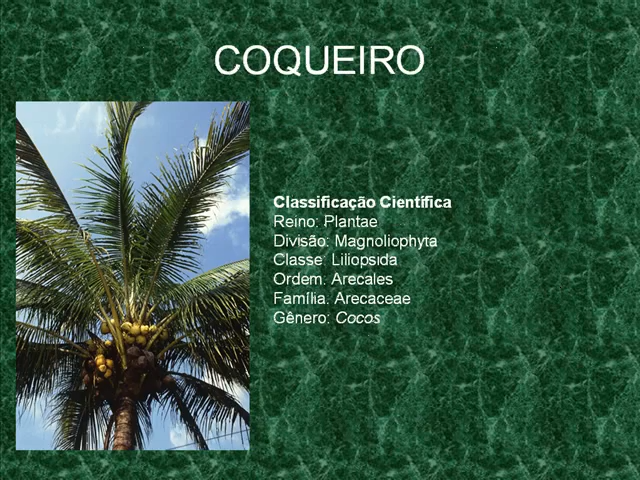 COQUEIRO
Classificação Científica
Reino: Plantae
Divisão: Magnoliophyta
Classe: Liliopsida
Ordem. Arecales
Família. Arecaceae
Gênero: Cocos